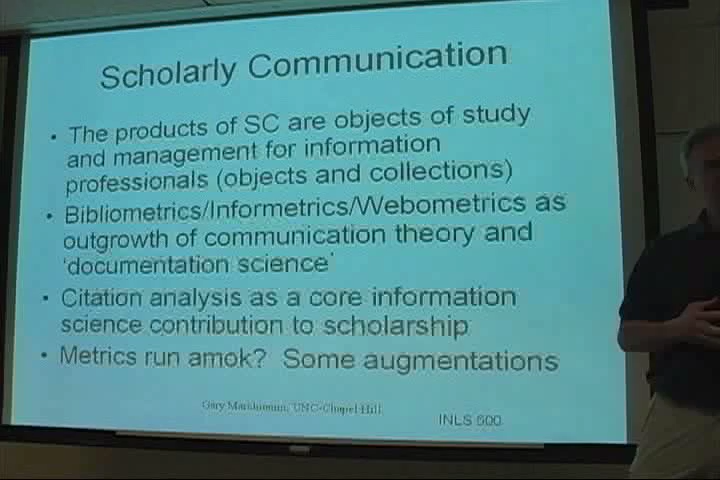 Scholarly Communication
• The products of SC are objects of study
and management for information
professionals (objects and collections)
• Bibliometrics/Informetrics/Webometrics as
outgrowth of communication theory and
'documentation science'
• Citation analysis as a core information
science contribution to scholarship
• Metrics run amok? Some augmentations
Gary Marchionini, UNC-Chapel Hill
INLS 500